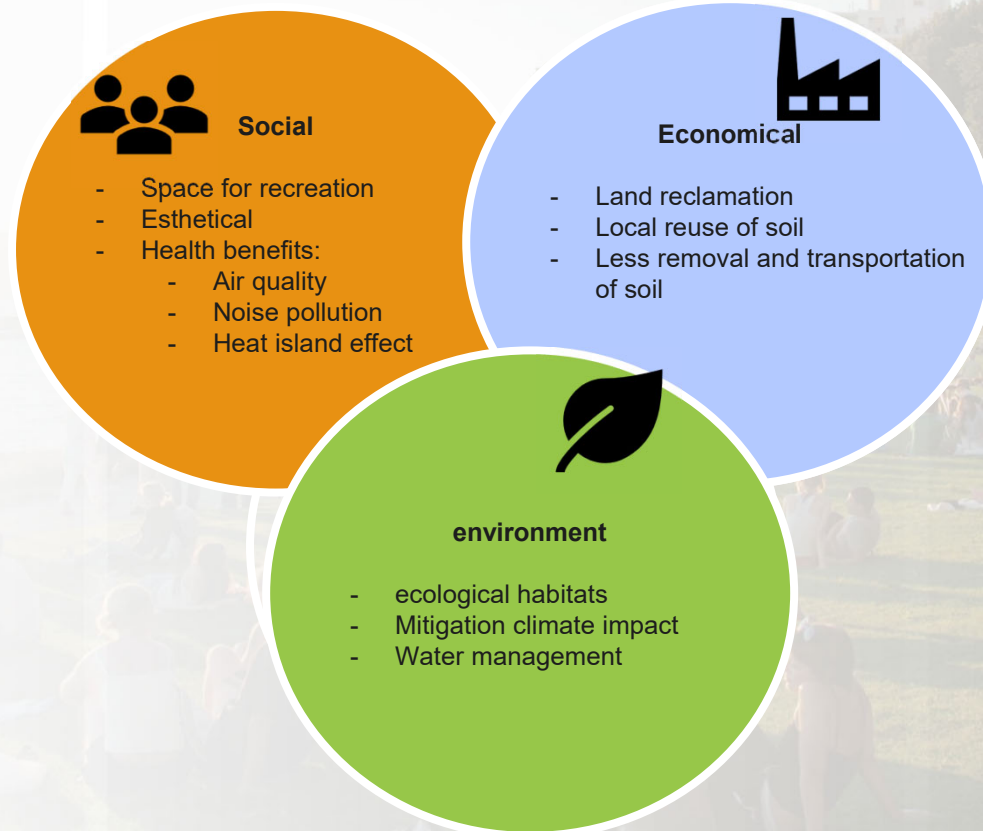 Social
- Space for recreation
- Esthetical
- Health benefits:
- Air quality
- Noise pollution
- Heat island effect
Economical
- Land reclamation
- Local reuse of soil
- Less removal and transportation
of soil
environment
- ecological habitats
- Mitigation climate impact
- Water management